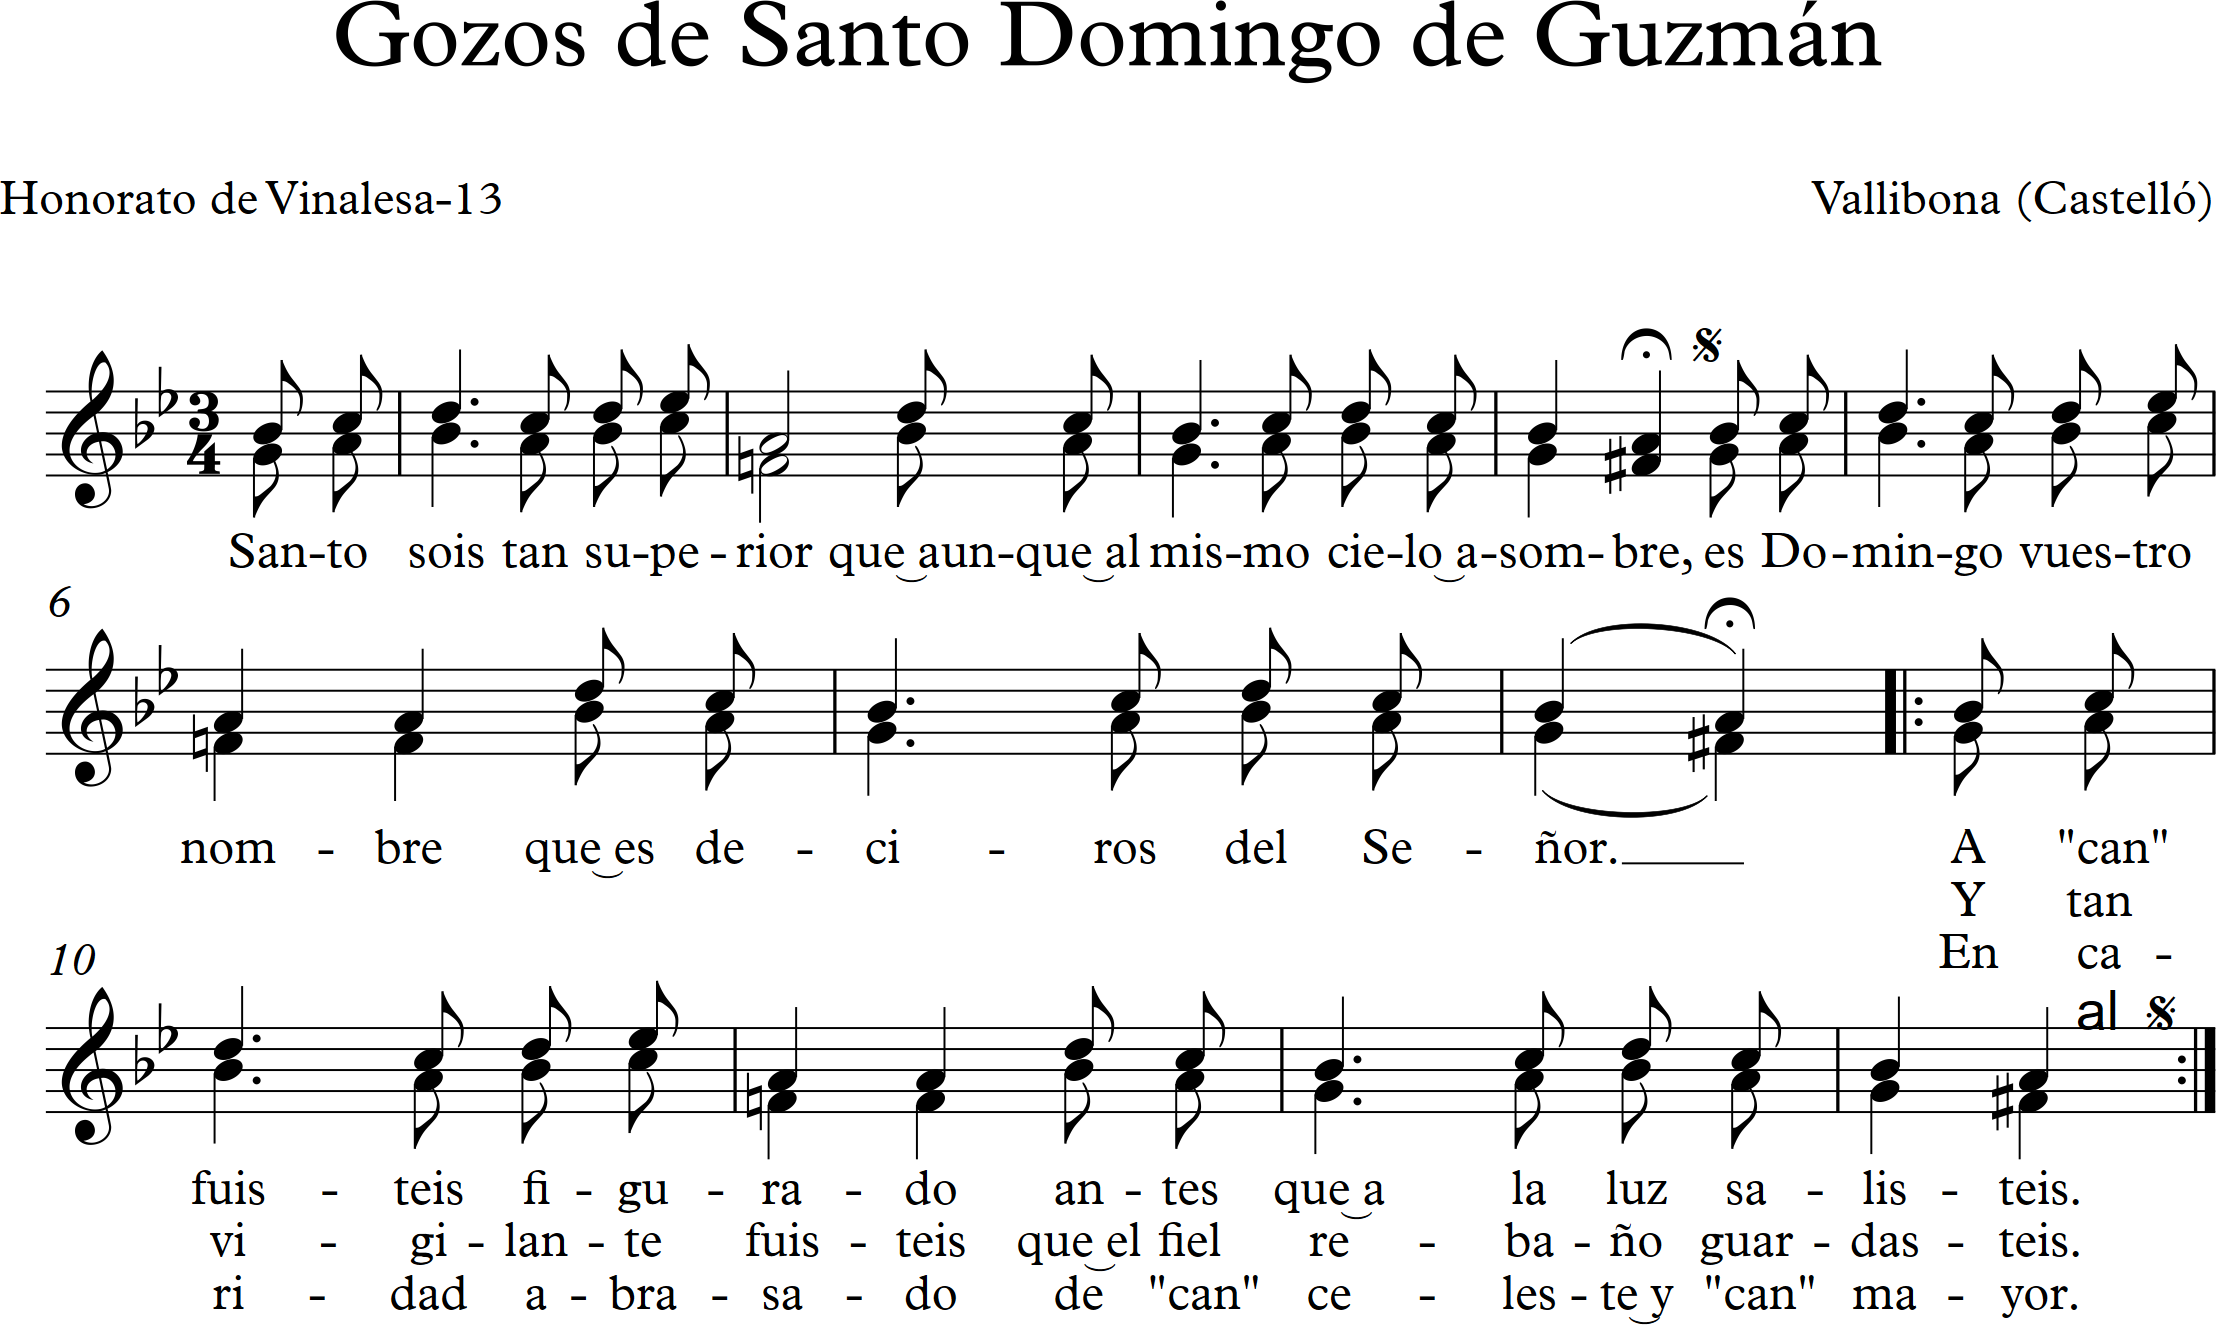 Gozos de Santo Domingo de Guzmán
Honorato de Vinalesa-13
Vallibona (Castelló)
3
4
San-to sois tan su-pe-rior que aun-que al mis-mo cie-lo a-som-bre, es Do-min-go vues-tro
6
nom - bre que es de - ci - ros del Se - ñor. A "can"
Y tan
En ca -
10
al
fuis - teis fi - gu - ra - do an - tes que a la luz sa - lis - teis.
vi - gi - lan - te fuis - teis que el fiel re - ba - ño guar - das - teis.
ri - dad a - bra - sa - do de "can" ce - les - te y "can" ma - yor.